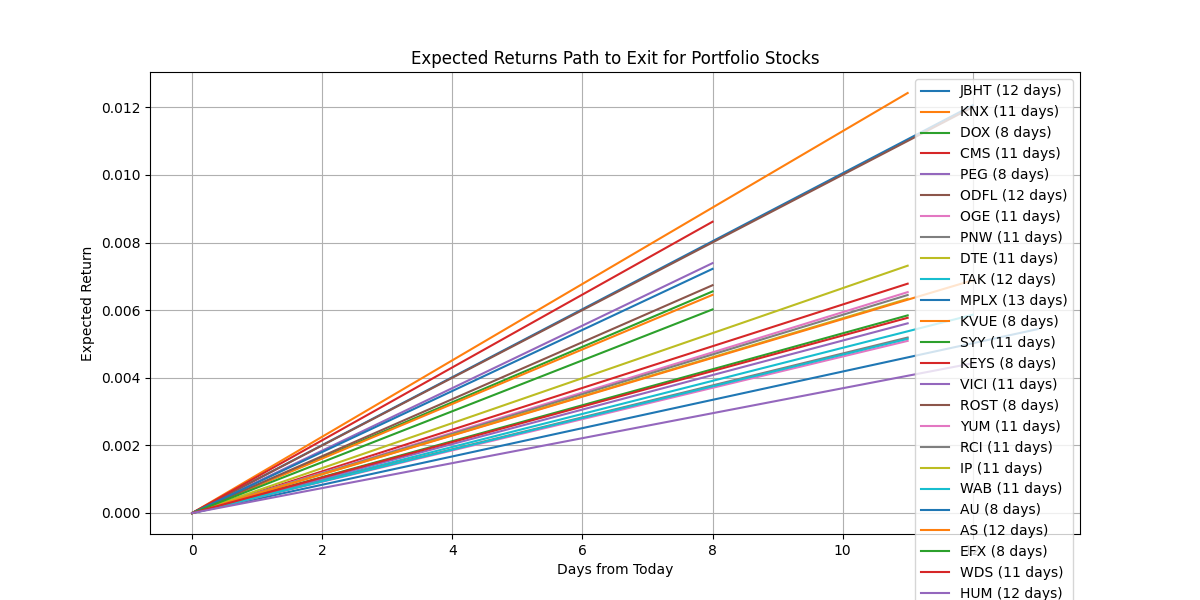 Expected Returns Path to Exit for Portfolio Stocks
Expected Return
0.012
0.010
0.008
0.006
0.004
0.002
0.000
0
2
4
6
8
10
Days from Today
JBHT (12 days)
KNX (11 days)
DOX (8 days)
CMS (11 days)
PEG (8 days)
ODFL (12 days)
OGE (11 days)
PNW (11 days)
DTE (11 days)
TAK (12 days)
MPLX (13 days)
KVUE (8 days)
SYY (11 days)
KEYS (8 days)
VICI (11 days)
ROST (8 days)
YUM (11 days)
RCI (11 days)
IP (11 days)
WAB (11 days)
AU (8 days)
AS (12 days)
EFX (8 days)
WDS (11 days)
HUM (12 days)